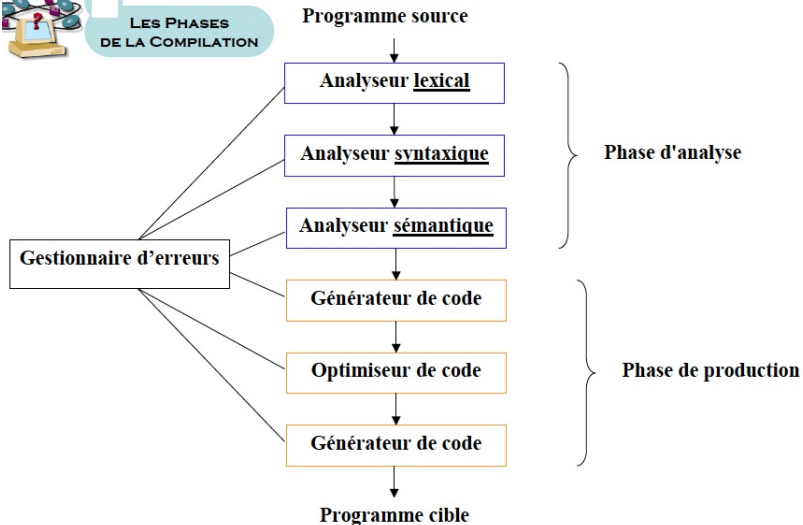 LES PHASES
DE LA COMPILATION
Programme source
Analyseur lexical
Analyseur syntaxique
Phase d'analyse
Analyseur sémantique
Gestionnaire d’erreurs
Générateur de code
Optimiseur de code
Phase de production
Générateur de code
Programme cible